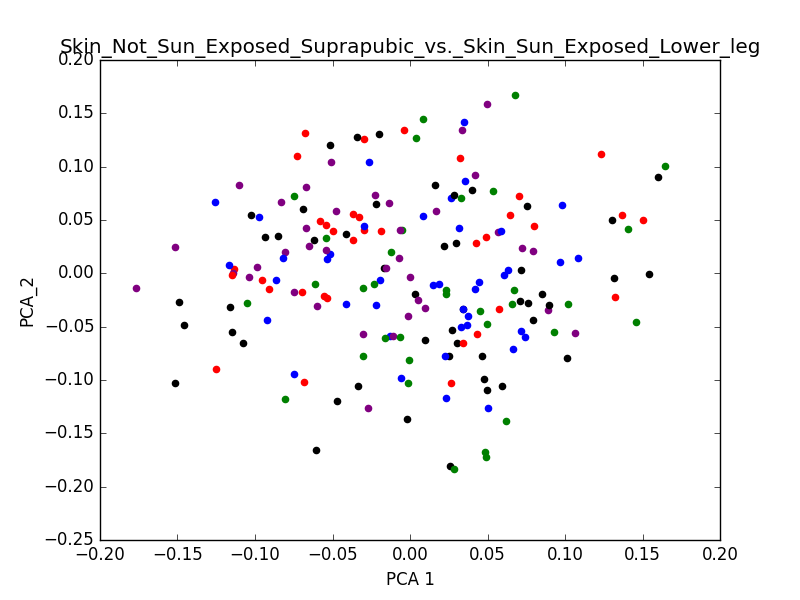 Skin_Not_Sun_Exposed_Suprapubic_vs._Skin_Sun_Exposed_Lower_leg
0.20
0.15
0.10
0.05
0.00
−0.05
−0.10
−0.15
−0.20
−0.25
PCA_2
−0.20 −0.15 −0.10 −0.05 0.00 0.05 0.10 0.15 0.20
PCA 1